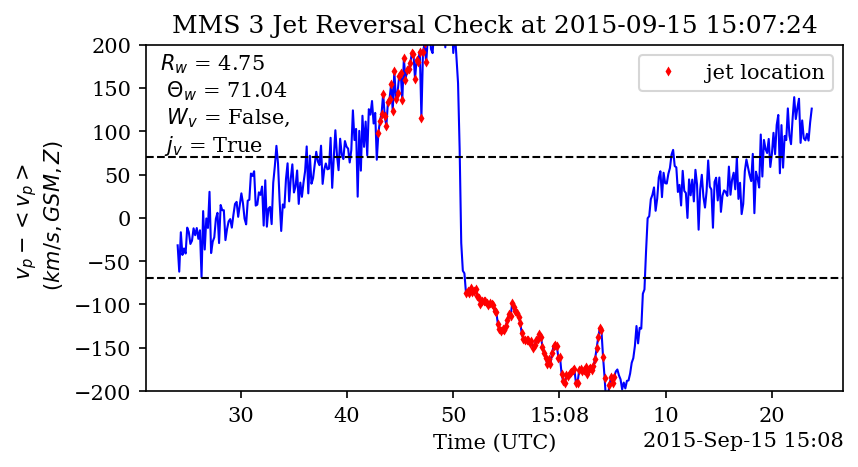 MMS 3 Jet Reversal Check at 2015-09-15 15:07:24
R_w = 4.75
Θ_w = 71.04
W_v = False,
j_v = True
jet location
v_p − <v_p>
(km/s, GSM, Z)
200
150
100
50
0
−50
−100
−150
−200
30 40 50 15:08 10 20
Time (UTC)
2015-Sep-15 15:08